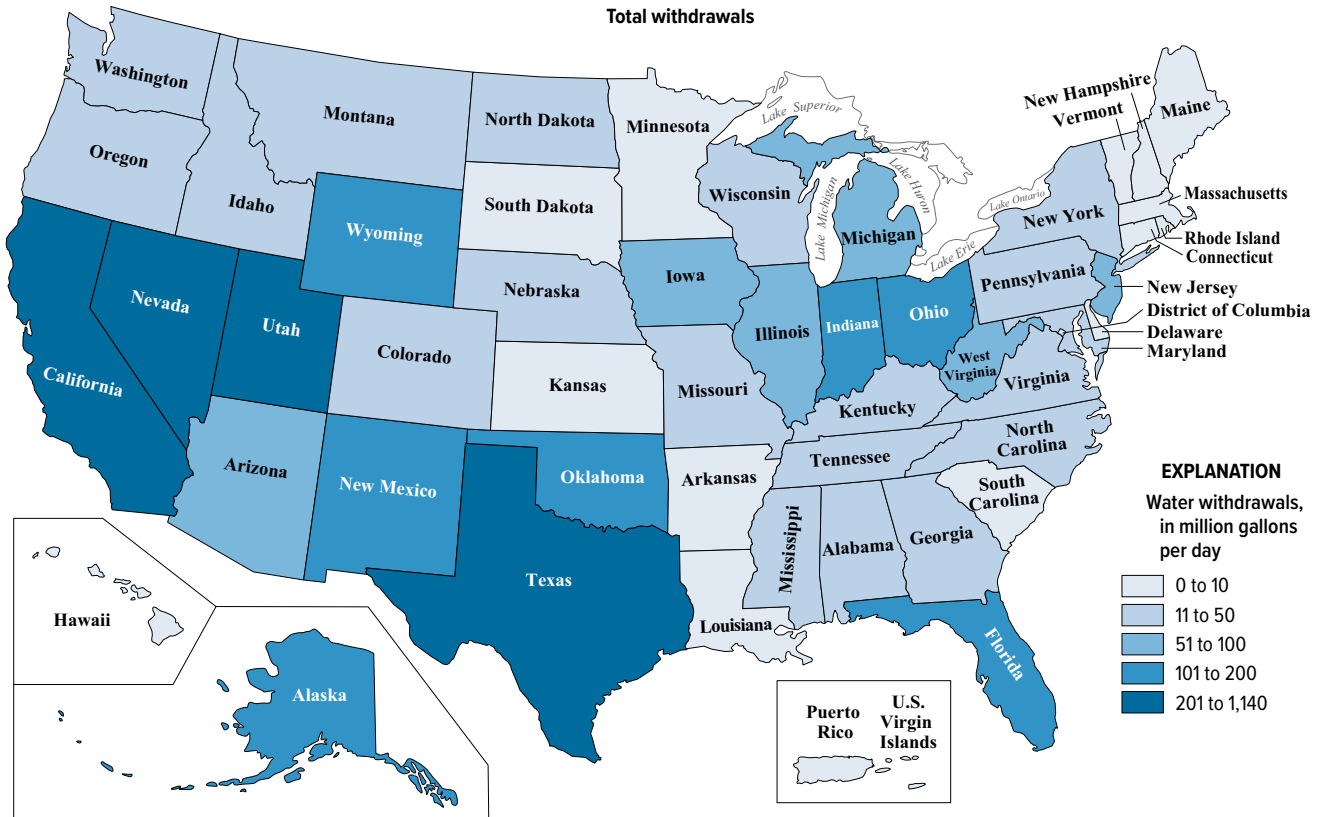 Total withdrawals
Washington
Oregon
Idaho
Montana
North Dakota
South Dakota
Minnesota
Lake Superior
Wisconsin
Lake Michigan
Lake Huron
Michigan
Lake Erie
Lake Ontario
New York
New Hampshire
Vermont
Maine
Massachusetts
Rhode Island
Connecticut
Pennsylvania
New Jersey
District of Columbia
Delaware
Maryland
Wyoming
Nebraska
Iowa
Illinois
Indiana
Ohio
West
Virginia
Virginia
California
Nevada
Utah
Colorado
Kansas
Missouri
Kentucky
Tennessee
North
Carolina
South
Carolina
Arizona
New Mexico
Oklahoma
Arkansas
Mississippi
Alabama
Georgia
Texas
Louisiana
Florida
Hawaii
Alaska
Puerto
Rico
U.S.
Virgin
Islands
EXPLANATION
Water withdrawals,
in million gallons
per day
0 to 10
11 to 50
51 to 100
101 to 200
201 to 1,140